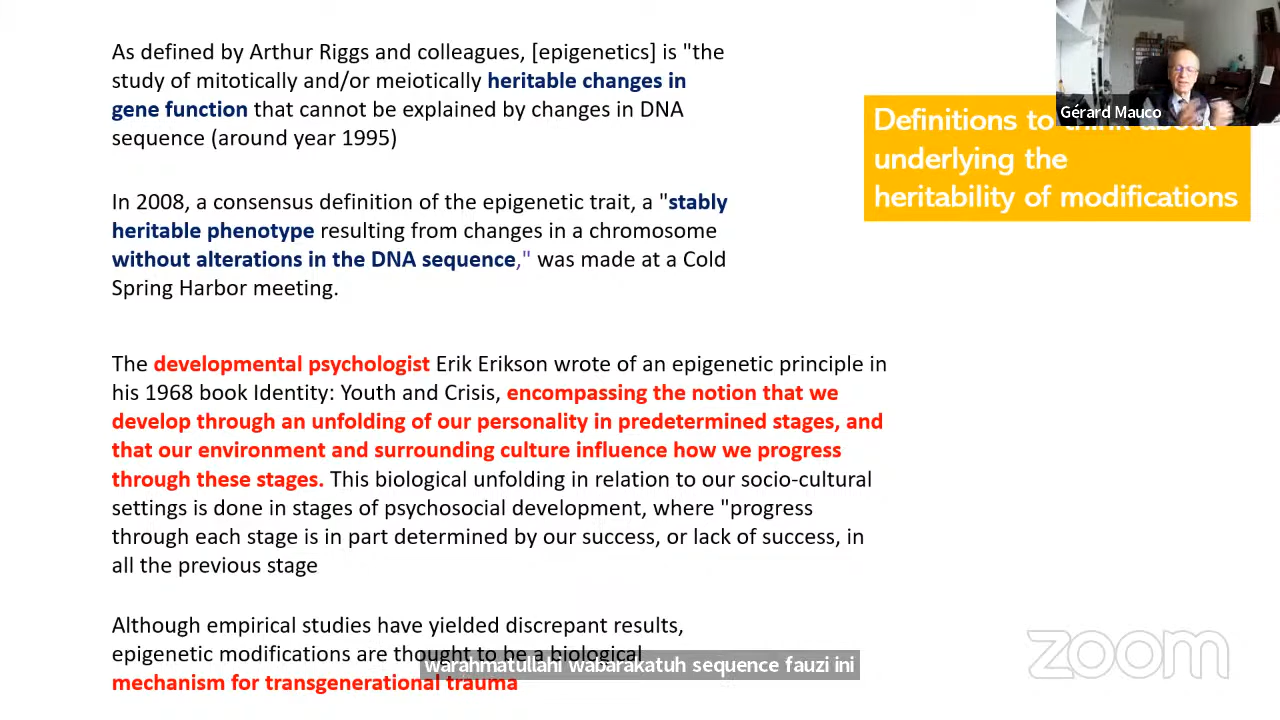 As defined by Arthur Riggs and colleagues, [epigenetics] is "the
study of mitotically and/or meiotically heritable changes in
gene function that cannot be explained by changes in DNA
sequence (around year 1995)
In 2008, a consensus definition of the epigenetic trait, a "stably
heritable phenotype resulting from changes in a chromosome
without alterations in the DNA sequence," was made at a Cold
Spring Harbor meeting.
The developmental psychologist Erik Erikson wrote of an epigenetic principle in
his 1968 book Identity: Youth and Crisis, encompassing the notion that we
develop through an unfolding of our personality in predetermined stages, and
that our environment and surrounding culture influence how we progress
through these stages. This biological unfolding in relation to our socio-cultural
settings is done in stages of psychosocial development, where "progress
through each stage is in part determined by our success, or lack of success, in
all the previous stage
Although empirical studies have yielded discrepant results,
epigenetic modifications are thought to be a biological
mechanism for transgenerational trauma
warahmatullahi wabarakatuh sequence fauzi ini
Gérard Mauco
Definitions to think about
underlying the
heritability of modifications
zoom